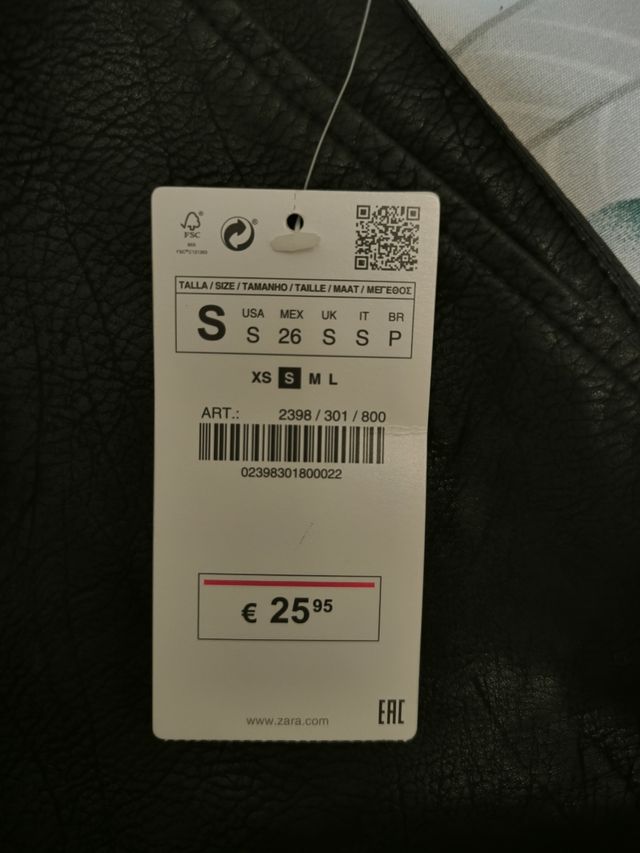 FSC
TALLA / SIZE / TAMANHO / TAILLE / MAAT / ΜΕΓΕΘΟΣ
S
USA MEX UK IT BR
S 26 S S P
XS S M L
ART.: 2398 / 301 / 800
02398301800022
€ 25 95
www.zara.com
EAC